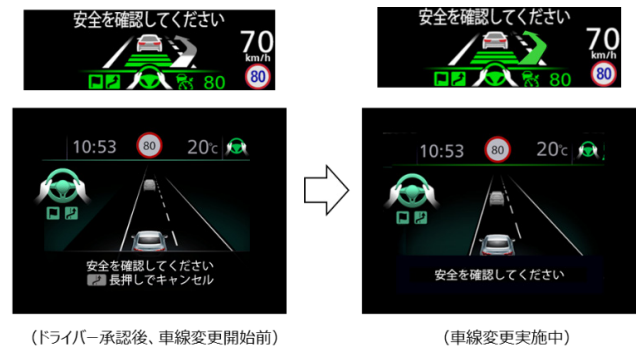 安全を確認してください
70
km/h
80
80
安全を確認してください
70
km/h
80
80
10:53
80
20℃
安全を確認してください
長押しでキャンセル
10:53
80
20℃
安全を確認してください
(ドライバー承認後、車線変更開始前)
(車線変更実施中)